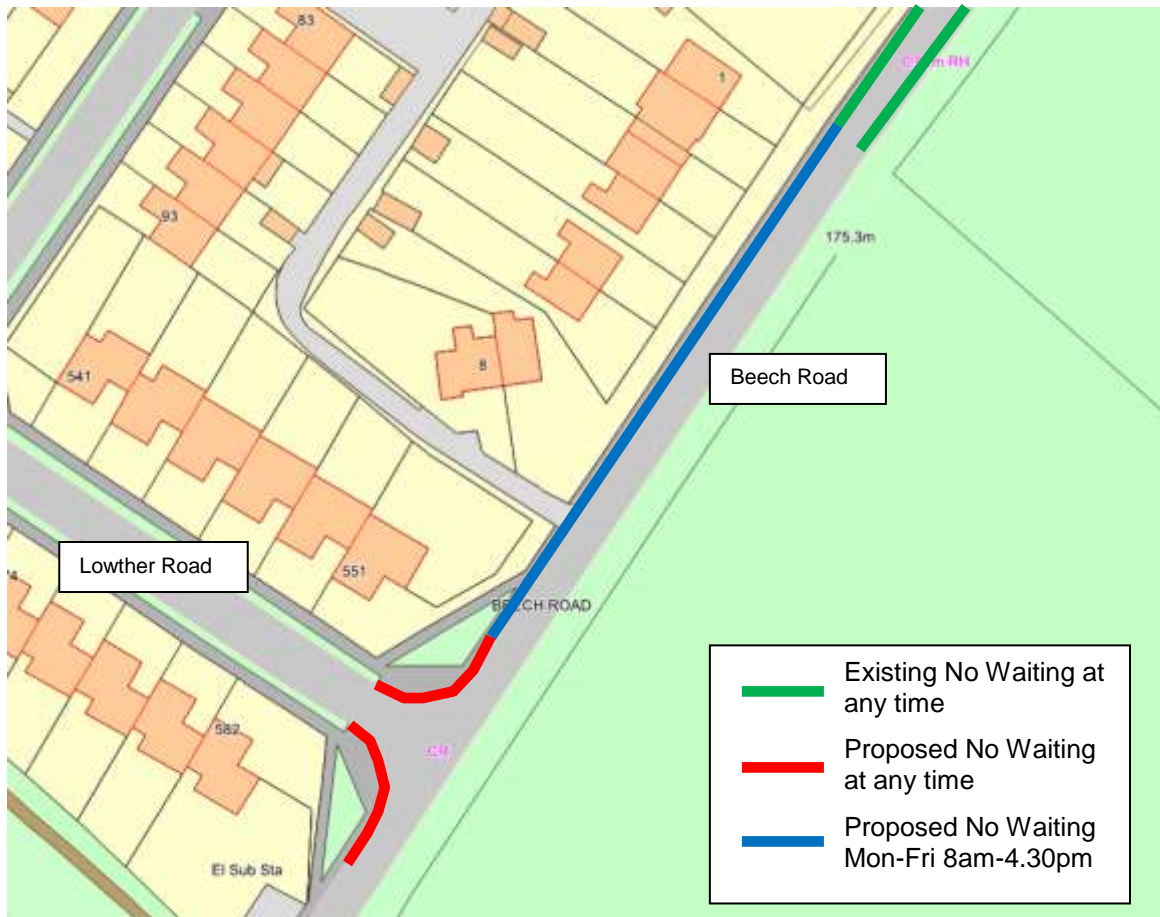 83
1
93
175.3m
Beech Road
8
541
Lowther Road
551
BEECH ROAD
582
CR
El Sub Sta
Existing No Waiting at
any time
Proposed No Waiting
at any time
Proposed No Waiting
Mon-Fri 8am-4.30pm